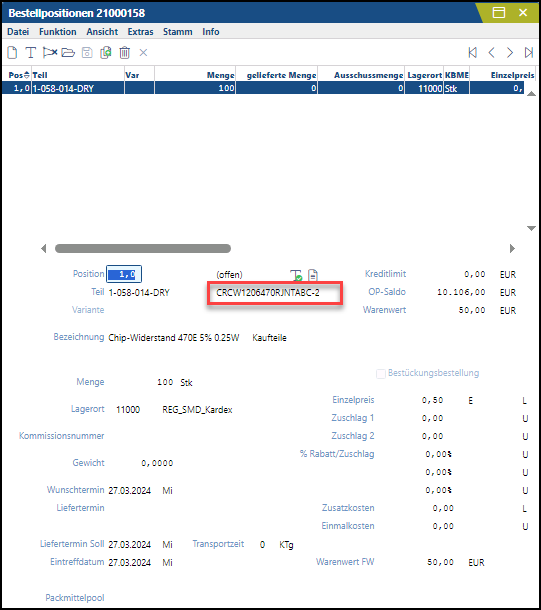 Bestellpositionen 21000158
Datei Funktion Ansicht Extras Stamm Info
Pos Teil Var Menge gelieferte Menge Ausschussmenge Lagerort KBME Einzelpreis
1,0 1-058-014-DRY 100 0 0 11000 Stk 0,
Position 1,0 (offen) Kreditlimit 0,00 EUR
Teil 1-058-014-DRY CRCW1206470RJNTABC-2 OP-Saldo 10.106,00 EUR
Variante Warenwert 50,00 EUR
Bezeichnung Chip-Widerstand 470E 5% 0.25W Kaufteile
Bestückungsbestellung
Menge 100 Stk
Einzelpreis 0,50 E L
Lagerort 11000 REG_SMD_Kardex
Zuschlag 1 0,00 U
Kommissionsnummer
Zuschlag 2 0,00 U
% Rabatt/Zuschlag 0,00% U
Gewicht 0,0000
0,00% U
Wunschtermin 27.03.2024 Mi
0,00% U
Liefertermin
Zusatzkosten 0,00 L
Einmalkosten 0,00 U
Liefertermin Soll 27.03.2024 Mi Transportzeit 0 KTg
Eintreffdatum 27.03.2024 Mi Warenwert FW 50,00 EUR
Packmittelpool